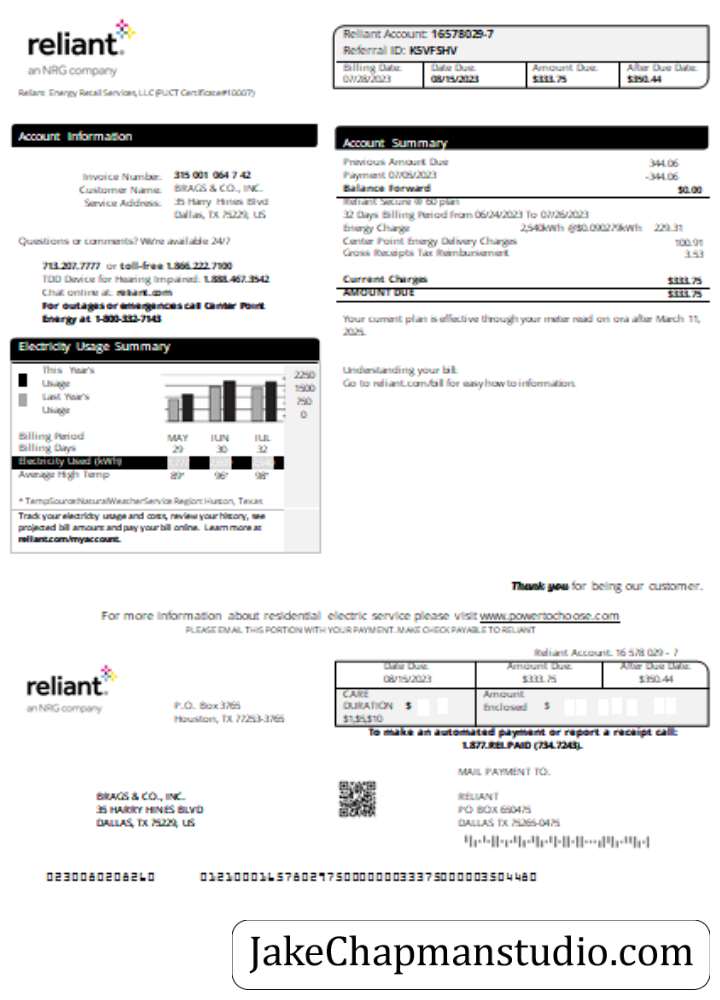 reliant.
an NRG company
Reliant Energy Retail Services, LLC (PUCT Certificate#10007)
Reliant Account: 16578029-7
Referral ID: K5VF5HV
Billing Date: Date Due: Amount Due: After Due Date:
07/28/2023 08/15/2023 $333.75 $350.44
Account Information
Invoice Number: 315 001 064 7 42
Customer Name: BRAGS & CO., INC.
Service Address: 35 Harry Hines Blvd
Dallas, TX 75229, US
Questions or comments? We're available 24/7
713.207.7777 or toll-free 1.866.222.7100
TDD Device for Hearing Impaired: 1.888.467.3542
Chat online at: reliant.com
For outages or emergences call Center Point
Energy at 1-800-332-7143
Account Summary
Previous Amount Due 344.06
Payment 07/05/2023 -344.06
Balance Forward $0.00
Reliant Secure @ 60 plan
32 Days Billing Period From 06/24/2023 To 07/26/2023
Energy Charge 2,540kWh @$0.090279kWh 229.31
Center Point Energy Delivery Charges 100.91
Gross Receipts Tax Reimbursement 3.53
Current Charges $333.75
AMOUNT DUE $333.75
Your current plan is effective through your meter read on ora after March 11,
2025.
Understanding your bill:
Go to reliant.com/bill for easy how to information.
Electricity Usage Summary
This Year's
Usage
Last Year's
Usage
2250
1500
750
0
Billing Period MAY JUN JUL
Billing Days 29 30 32
Electricity Used (kWh)
Average High Temp 89° 96° 98°
* TempSource:NaturalWeatherService Region: Huston, Texas
Track your electricity usage and costs, review your history, see
projected bill amount and pay your bill online. Learn more at
reliant.com/myaccount.
Thank you for being our customer.
For more information about residential electric service please visit www.powertochoose.com
PLEASE EMAIL THIS PORTION WITH YOUR PAYMENT. MAKE CHECK PAYABLE TO RELIANT
Reliant Account: 16 578 029 - 7
reliant.
an NRG company
P.O. Box 3765
Houston, TX 77253-3765
Date Due: Amount Due: After Due Date:
08/15/2023 $333.75 $350.44
CARE
DURATION $
$1,$5,$10
Amount
Enclosed $
To make an automated payment or report a receipt call:
1.877.REI.PAID (734.7243).
MAIL PAYMENT TO:
BRAGS & CO., INC.
35 HARRY HINES BLVD
DALLAS, TX 75229, US
RELIANT
PO BOX 650475
DALLAS TX 75265-0475
0230060208260 01210001657802975000000033375000003504480
JakeChapmanstudio.com